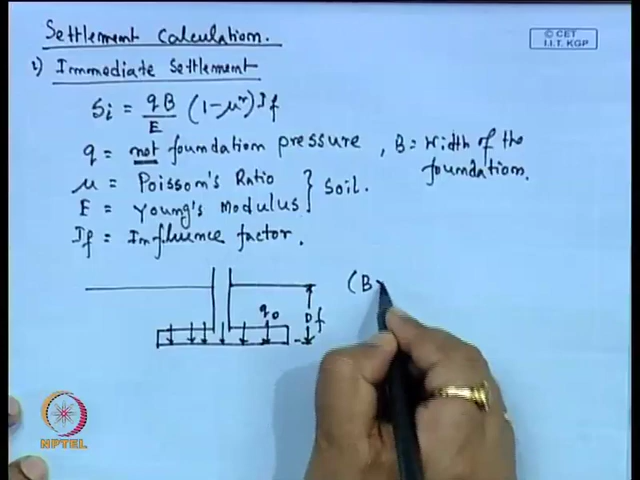 Settlement Calculation.
© CET
I.I.T. KGP
i) Immediate Settlement
Si = qB/E (1-μ²) If
q = not foundation pressure, B = Width of the foundation.
μ = Poisson's Ratio
E = Young's Modulus } Soil.
If = Influence factor.
(B
q0
Df
NPTEL